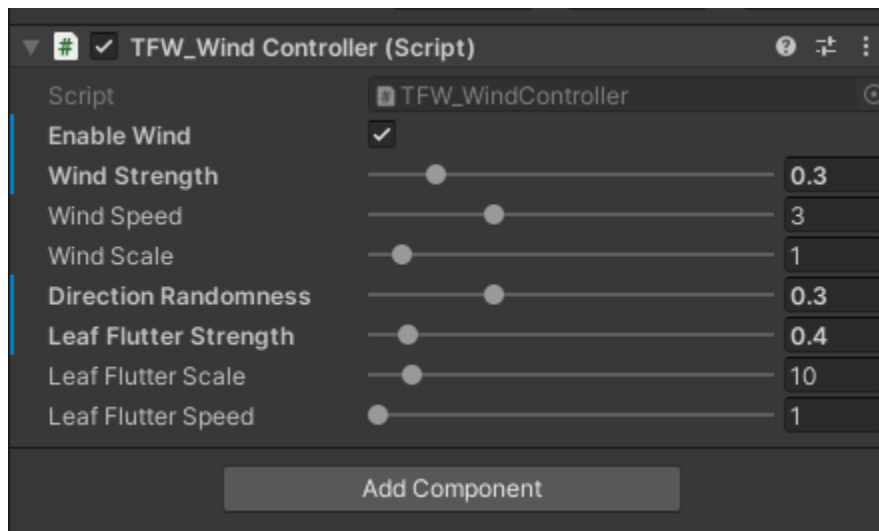 TFW_Wind Controller (Script)
Script TFW_WindController
Enable Wind
Wind Strength 0.3
Wind Speed 3
Wind Scale 1
Direction Randomness 0.3
Leaf Flutter Strength 0.4
Leaf Flutter Scale 10
Leaf Flutter Speed 1
Add Component